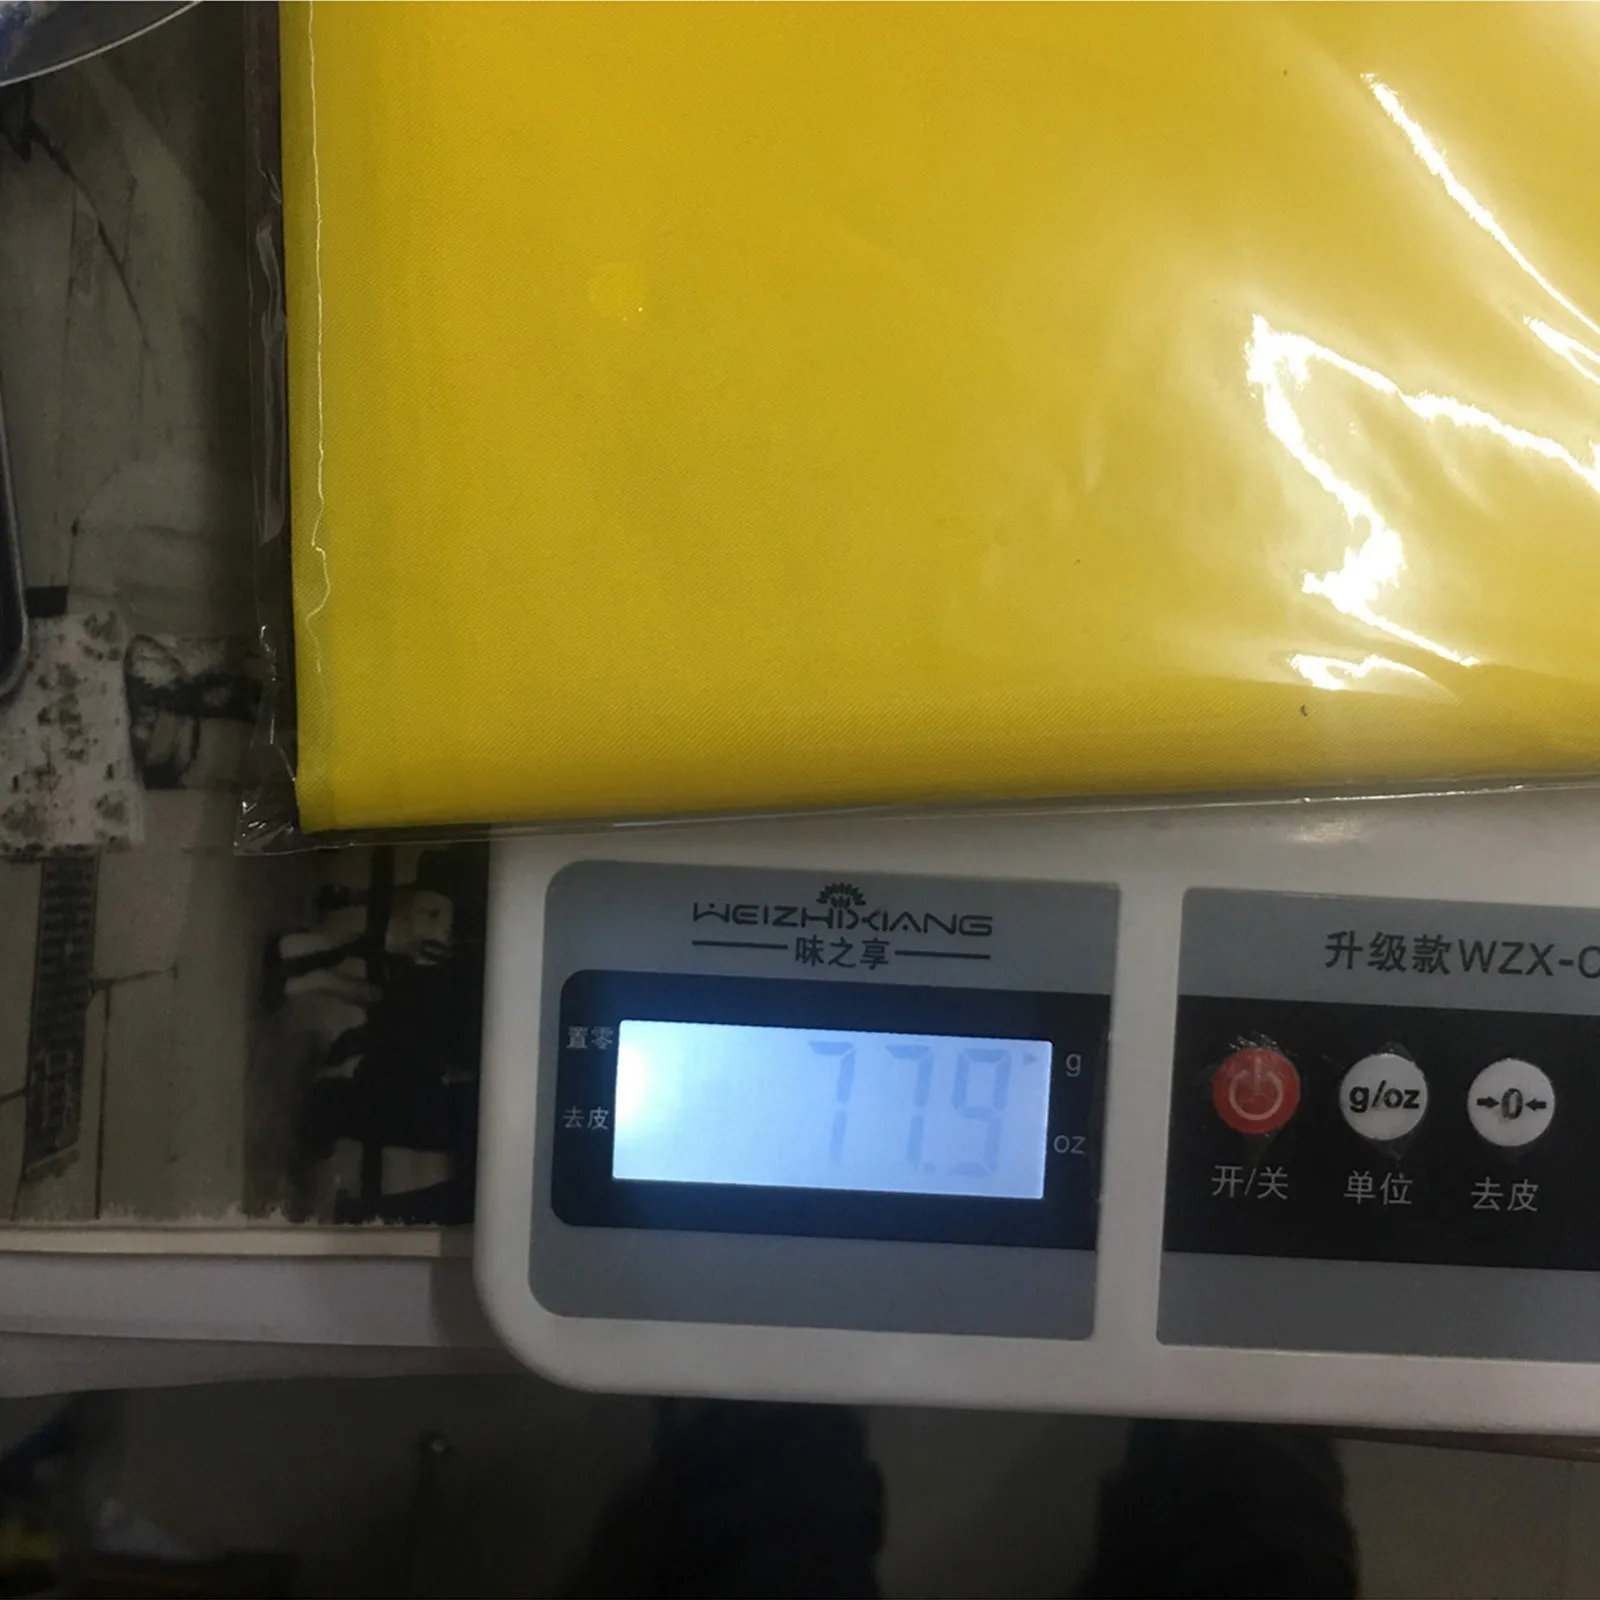 WEIZHIXIANG
味之享
升级款WZX-C
置零
77.9
g
去皮
oz
g/oz
→0←
开/关
单位
去皮